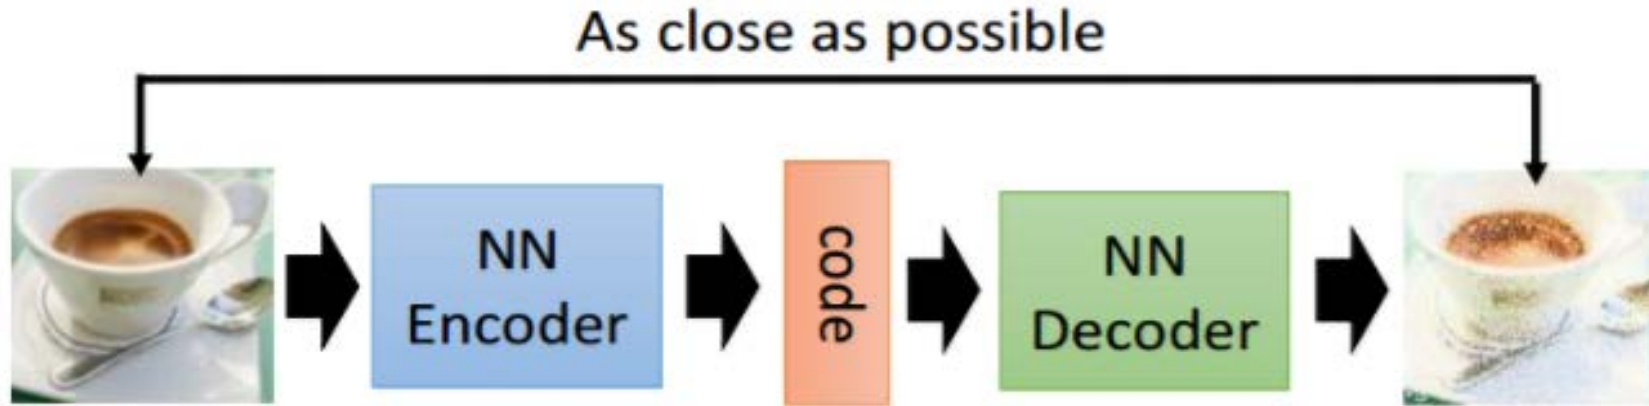 As close as possible
NN
Encoder
code
NN
Decoder